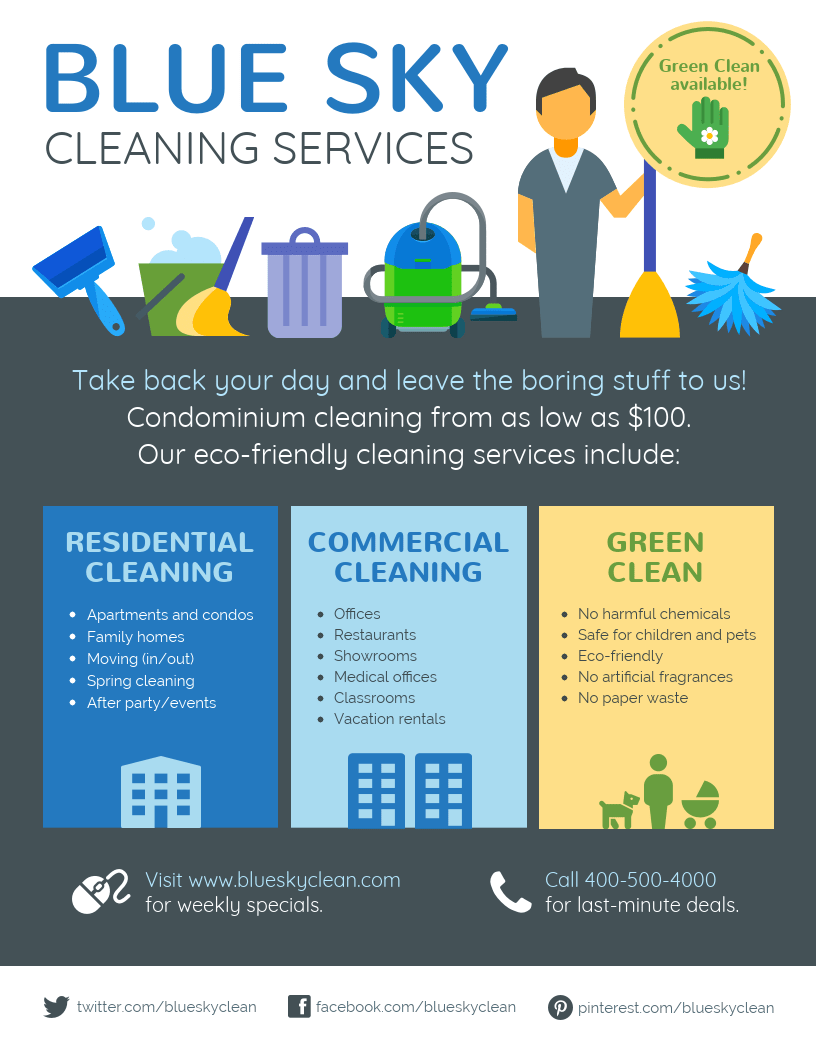 BLUE SKY
CLEANING SERVICES
Green Clean
available!
Take back your day and leave the boring stuff to us!
Condominium cleaning from as low as $100.
Our eco-friendly cleaning services include:
RESIDENTIAL
CLEANING
• Apartments and condos
• Family homes
• Moving (in/out)
• Spring cleaning
• After party/events
COMMERCIAL
CLEANING
• Offices
• Restaurants
• Showrooms
• Medical offices
• Classrooms
• Vacation rentals
GREEN
CLEAN
• No harmful chemicals
• Safe for children and pets
• Eco-friendly
• No artificial fragrances
• No paper waste
Visit www.blueskyclean.com
for weekly specials.
Call 400-500-4000
for last-minute deals.
twitter.com/blueskyclean
facebook.com/blueskyclean
pinterest.com/blueskyclean